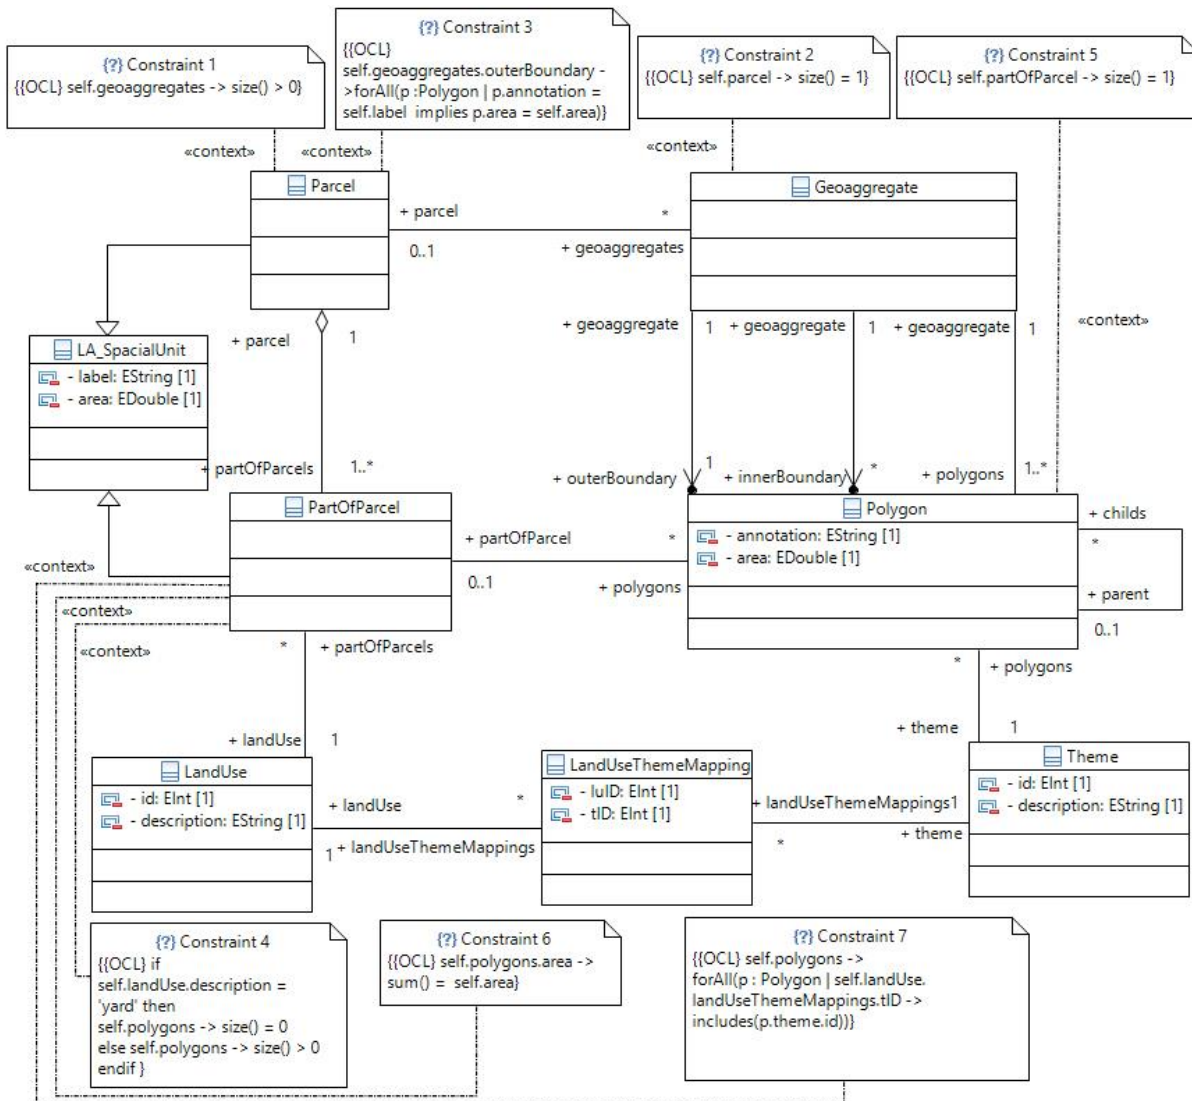 {?} Constraint 1
{{OCL} self.geoaggregates -> size() > 0}
{?} Constraint 3
{{OCL}
self.geoaggregates.outerBoundary -
>forAll(p :Polygon | p.annotation =
self.label implies p.area = self.area)}
{?} Constraint 2
{{OCL} self.parcel -> size() = 1}
{?} Constraint 5
{{OCL} self.partOfParcel -> size() = 1}
«context»
«context»
«context»
Parcel
Geoaggregate
+ parcel
*
0..1
+ geoaggregates
+ geoaggregate
1
+ geoaggregate
1
+ geoaggregate
1
«context»
+ parcel
1
LA_SpacialUnit
- label: EString [1]
- area: EDouble [1]
+ partOfParcels
1..*
+ outerBoundary
1
+ innerBoundary
*
+ polygons
1..*
PartOfParcel
Polygon
- annotation: EString [1]
- area: EDouble [1]
+ childs
*
+ parent
0..1
+ partOfParcel
*
0..1
+ polygons
«context»
«context»
«context»
*
+ partOfParcels
*
+ polygons
+ landUse
1
+ theme
1
LandUse
- id: EInt [1]
- description: EString [1]
LandUseThemeMapping
- luID: EInt [1]
- tID: EInt [1]
Theme
- id: EInt [1]
- description: EString [1]
+ landUse
*
1
+ landUseThemeMappings
+ landUseThemeMappings1
*
+ theme
{?} Constraint 4
{{OCL} if
self.landUse.description =
'yard' then
self.polygons -> size() = 0
else self.polygons -> size() > 0
endif }
{?} Constraint 6
{{OCL} self.polygons.area ->
sum() = self.area}
{?} Constraint 7
{{OCL} self.polygons ->
forAll(p : Polygon | self.landUse.
landUseThemeMappings.tID ->
includes(p.theme.id))}